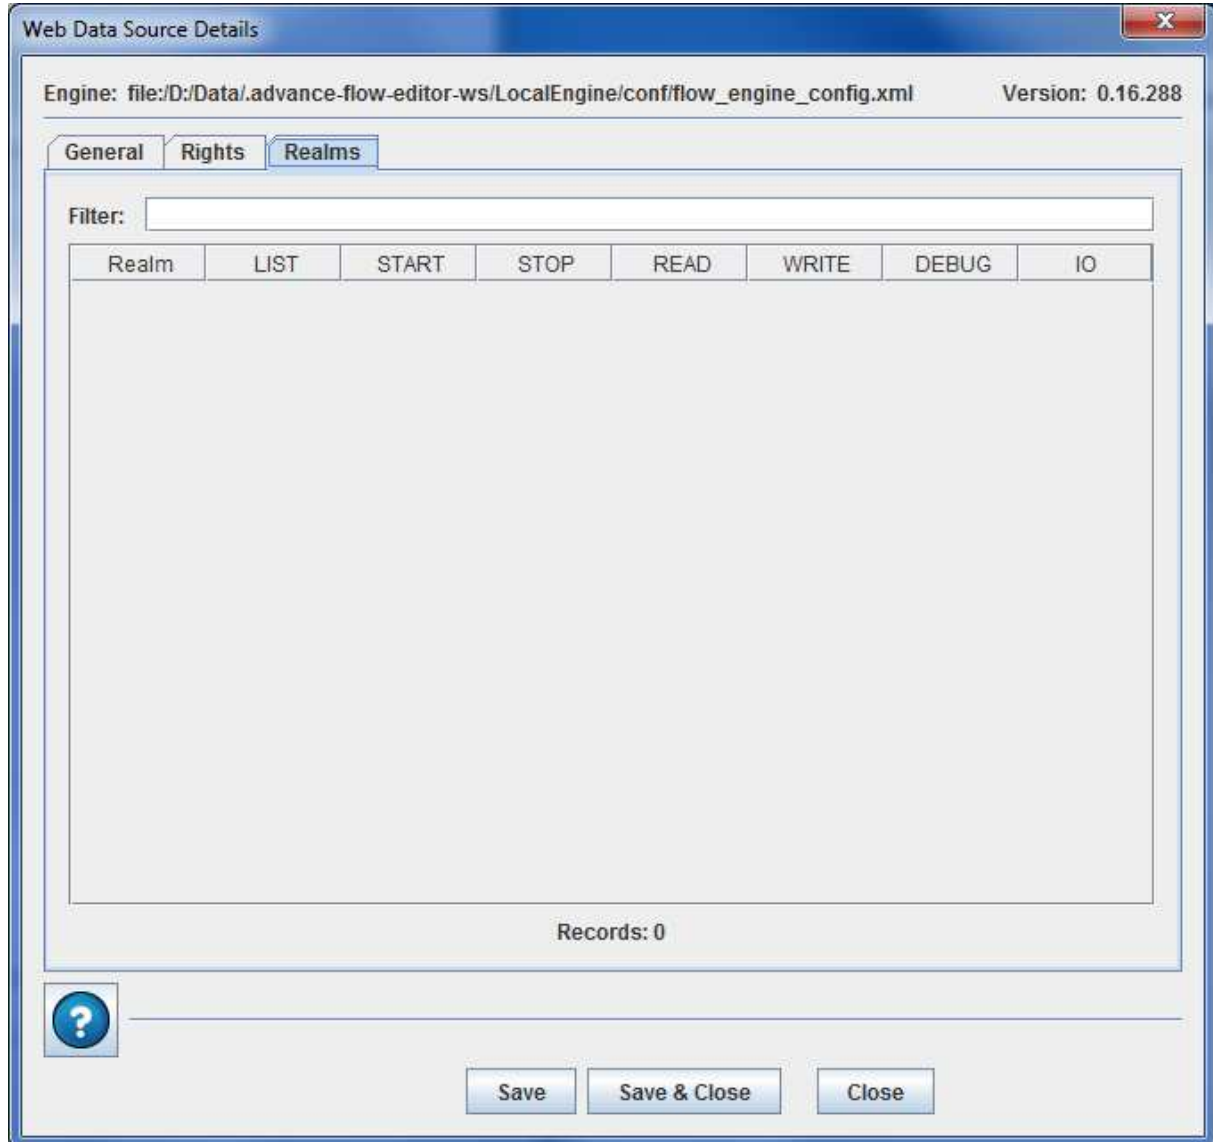 Web Data Source Details
x
Engine: file:/D:/Data/.advance-flow-editor-ws/LocalEngine/conf/flow_engine_config.xml Version: 0.16.288
General Rights Realms
Filter:
Realm LIST START STOP READ WRITE DEBUG IO
Records: 0
?
Save Save & Close Close